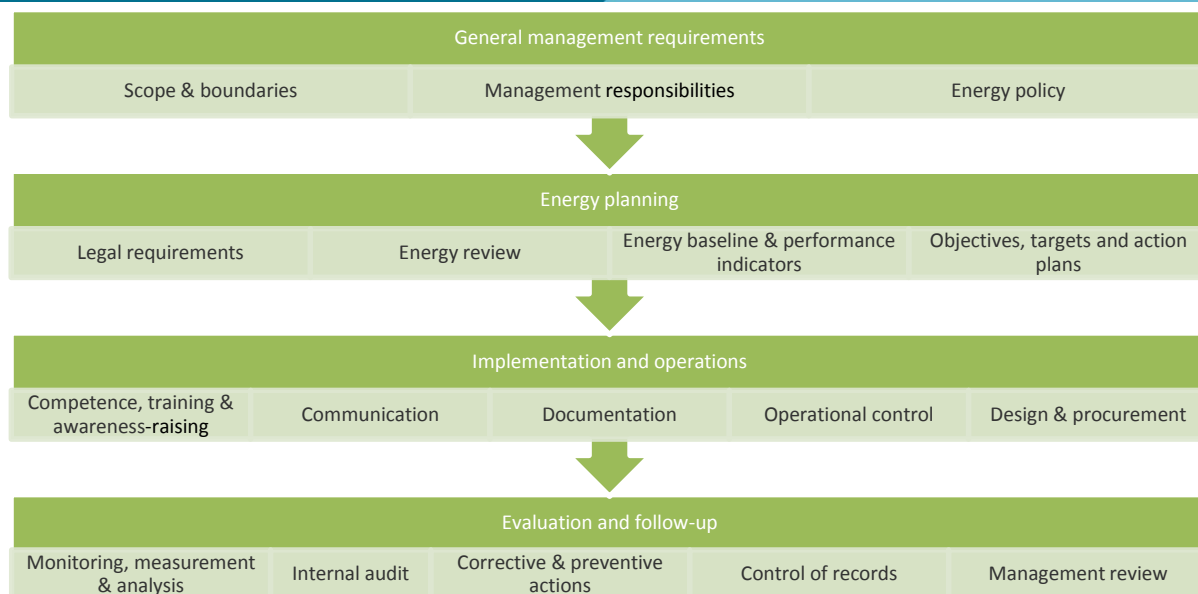 General management requirements
Scope & boundaries
Management responsibilities
Energy policy
Energy planning
Legal requirements
Energy review
Energy baseline & performance
indicators
Objectives, targets and action
plans
Implementation and operations
Competence, training &
awareness-raising
Communication
Documentation
Operational control
Design & procurement
Evaluation and follow-up
Monitoring, measurement
& analysis
Internal audit
Corrective & preventive
actions
Control of records
Management review